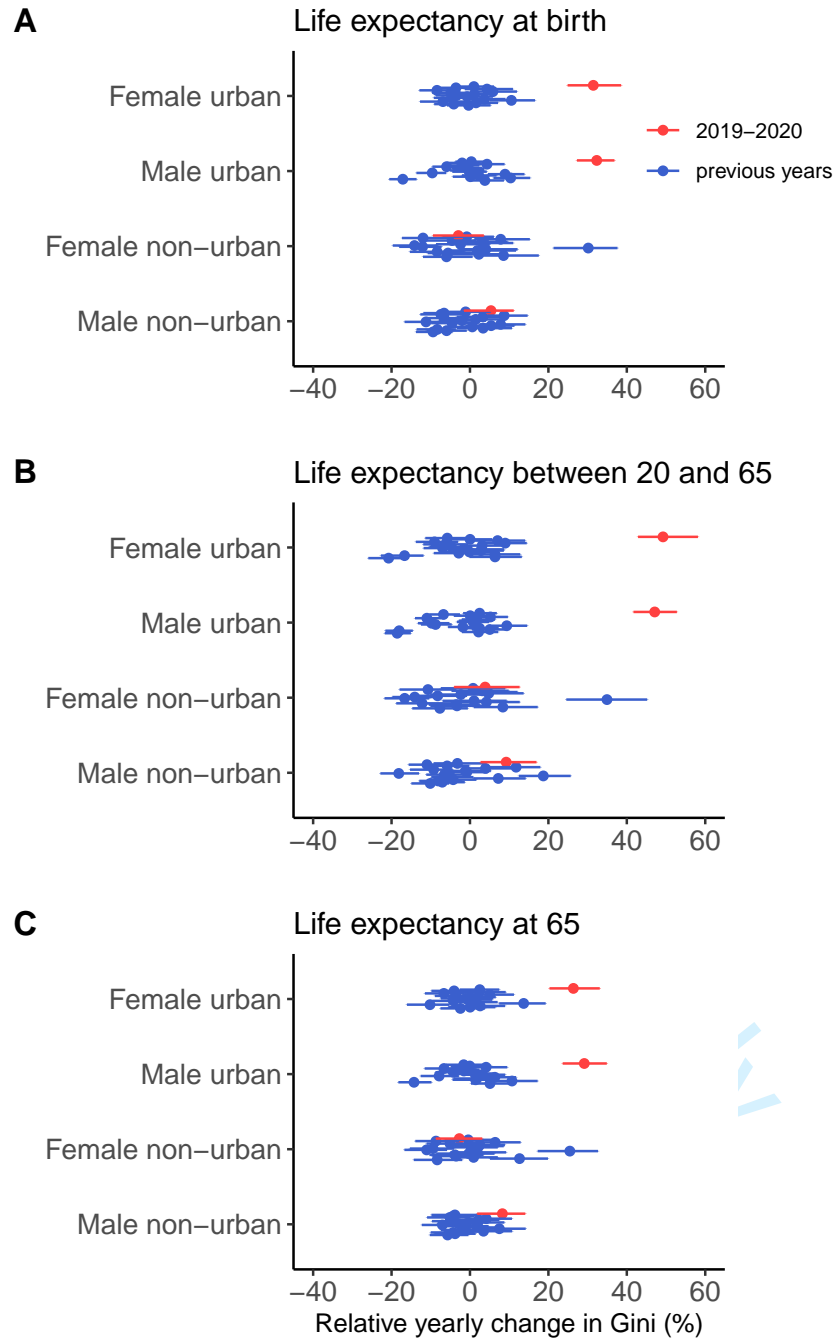 A Life expectancy at birth
Female urban
2019−2020
Male urban
previous years
Female non−urban
Male non−urban
−40 −20 0 20 40 60
B Life expectancy between 20 and 65
Female urban
Male urban
Female non−urban
Male non−urban
−40 −20 0 20 40 60
C Life expectancy at 65
Female urban
Male urban
Female non−urban
Male non−urban
−40 −20 0 20 40 60
Relative yearly change in Gini (%)